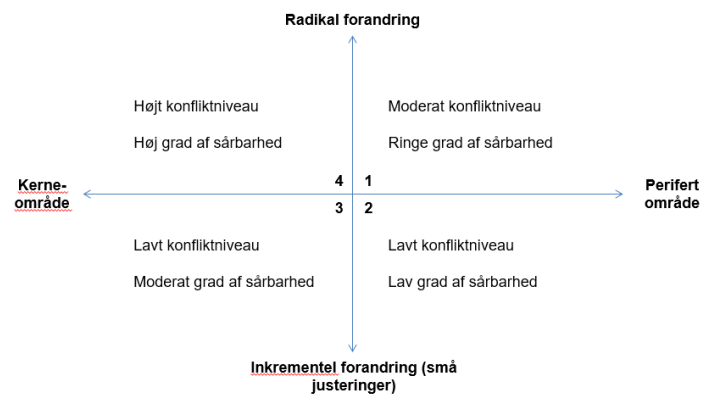 Radikal forandring
Højt konfliktniveau
Høj grad af sårbarhed
Moderat konfliktniveau
Ringe grad af sårbarhed
Kerne-
område
4 1
3 2
Perifert
område
Lavt konfliktniveau
Moderat grad af sårbarhed
Lavt konfliktniveau
Lav grad af sårbarhed
Inkrementel forandring (små
justeringer)